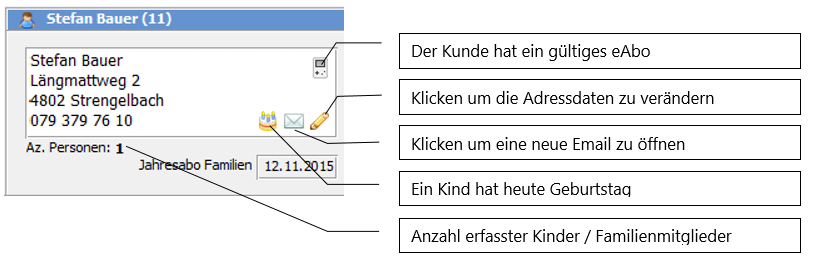 Stefan Bauer (11)
Stefan Bauer
Längmattweg 2
4802 Strengelbach
079 379 76 10
Az. Personen: 1
Jahresabo Familien 12.11.2015
Der Kunde hat ein gültiges eAbo
Klicken um die Adressdaten zu verändern
Klicken um eine neue Email zu öffnen
Ein Kind hat heute Geburtstag
Anzahl erfasster Kinder / Familienmitglieder